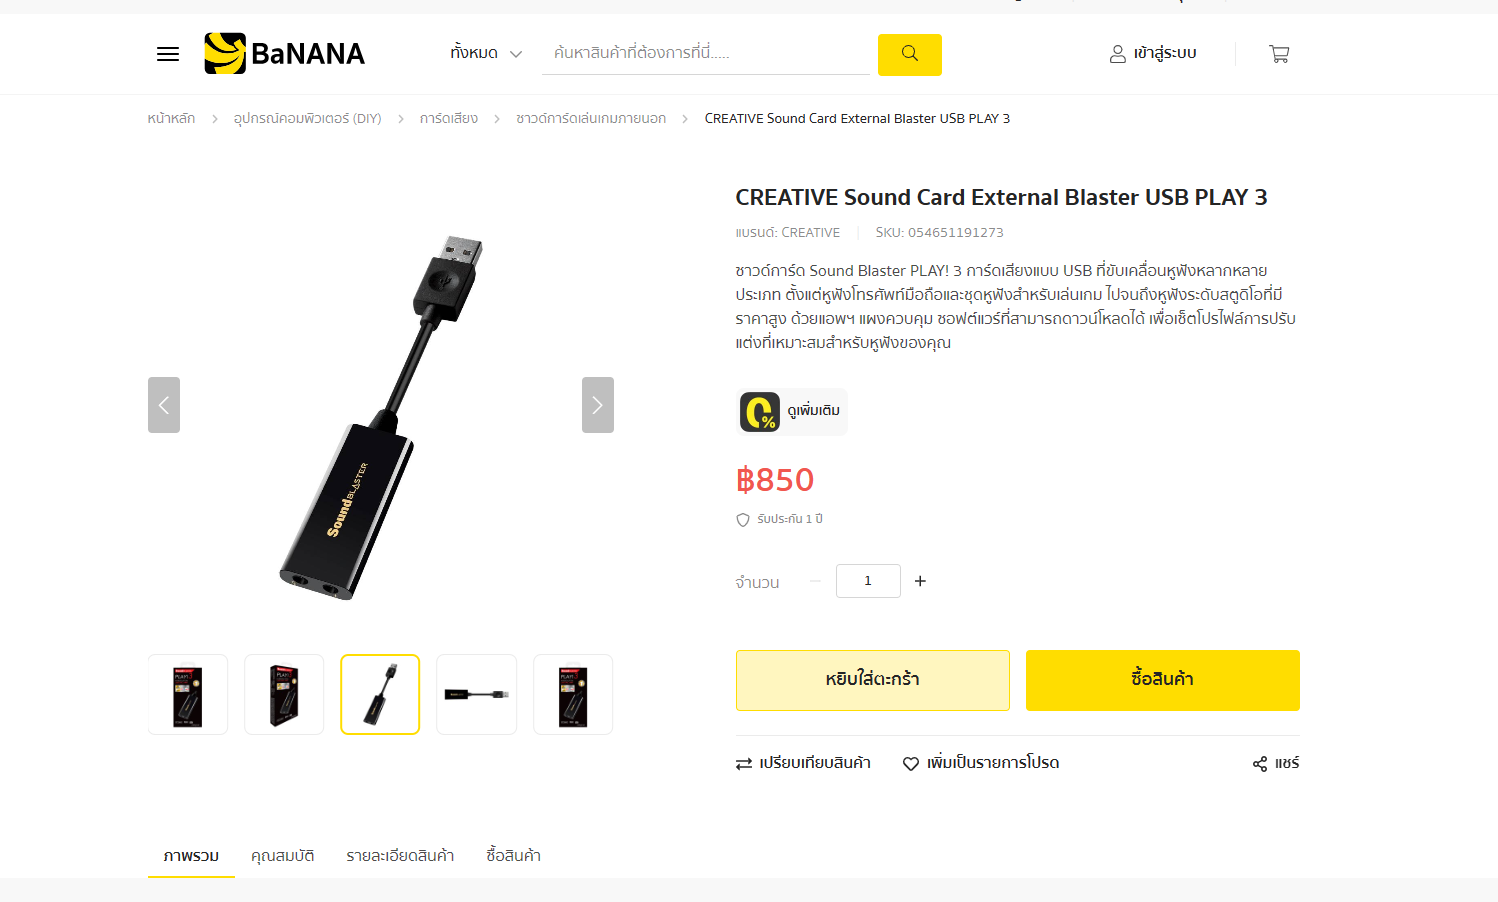 BaNANA
ทั้งหมด
ค้นหาสินค้าที่ต้องการที่นี่.....
เข้าสู่ระบบ
หน้าหลัก > อุปกรณ์คอมพิวเตอร์ (DIY) > การ์ดเสียง > ซาวด์การ์ดเล่นเกมภายนอก > CREATIVE Sound Card External Blaster USB PLAY 3
CREATIVE Sound Card External Blaster USB PLAY 3
แบรนด์: CREATIVE | SKU: 054651191273
ซาวด์การ์ด Sound Blaster PLAY! 3 การ์ดเสียงแบบ USB ที่ขับเคลื่อนหูฟังหลากหลาย
ประเภท ตั้งแต่หูฟังโทรศัพท์มือถือและชุดหูฟังสำหรับเล่นเกม ไปจนถึงหูฟังระดับสตูดิโอที่มี
ราคาสูง ด้วยแอพฯ แผงควบคุม ซอฟต์แวร์ที่สามารถดาวน์โหลดได้ เพื่อเซ็ตโปรไฟล์การปรับ
แต่งที่เหมาะสมสำหรับหูฟังของคุณ
0% ดูเพิ่มเติม
฿850
รับประกัน 1 ปี
จำนวน 1
หยิบใส่ตะกร้า
ซื้อสินค้า
เปรียบเทียบสินค้า
เพิ่มเป็นรายการโปรด
แชร์
Sound BLASTER
ภาพรวม
คุณสมบัติ
รายละเอียดสินค้า
ซื้อสินค้า